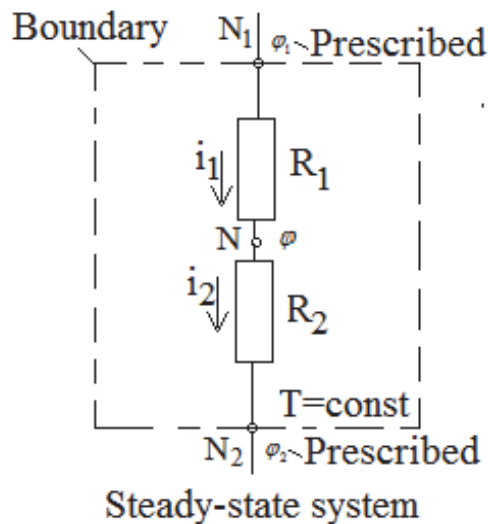 Boundary
N₁ φ₁ Prescribed
i₁ R₁
N φ
i₂ R₂
T=const
N₂ φ₂ Prescribed
Steady-state system